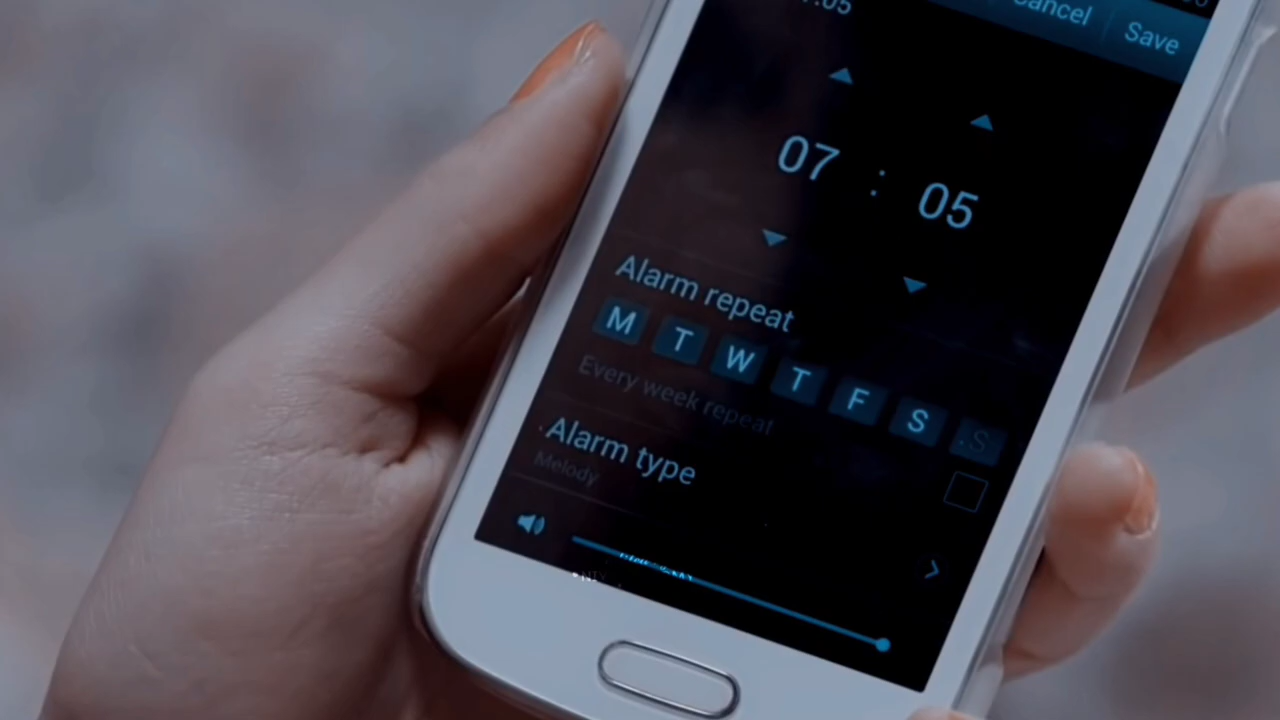 Cancel
Save
07 : 05
Alarm repeat
M T W T F S S
Every week repeat
Alarm type
Melody